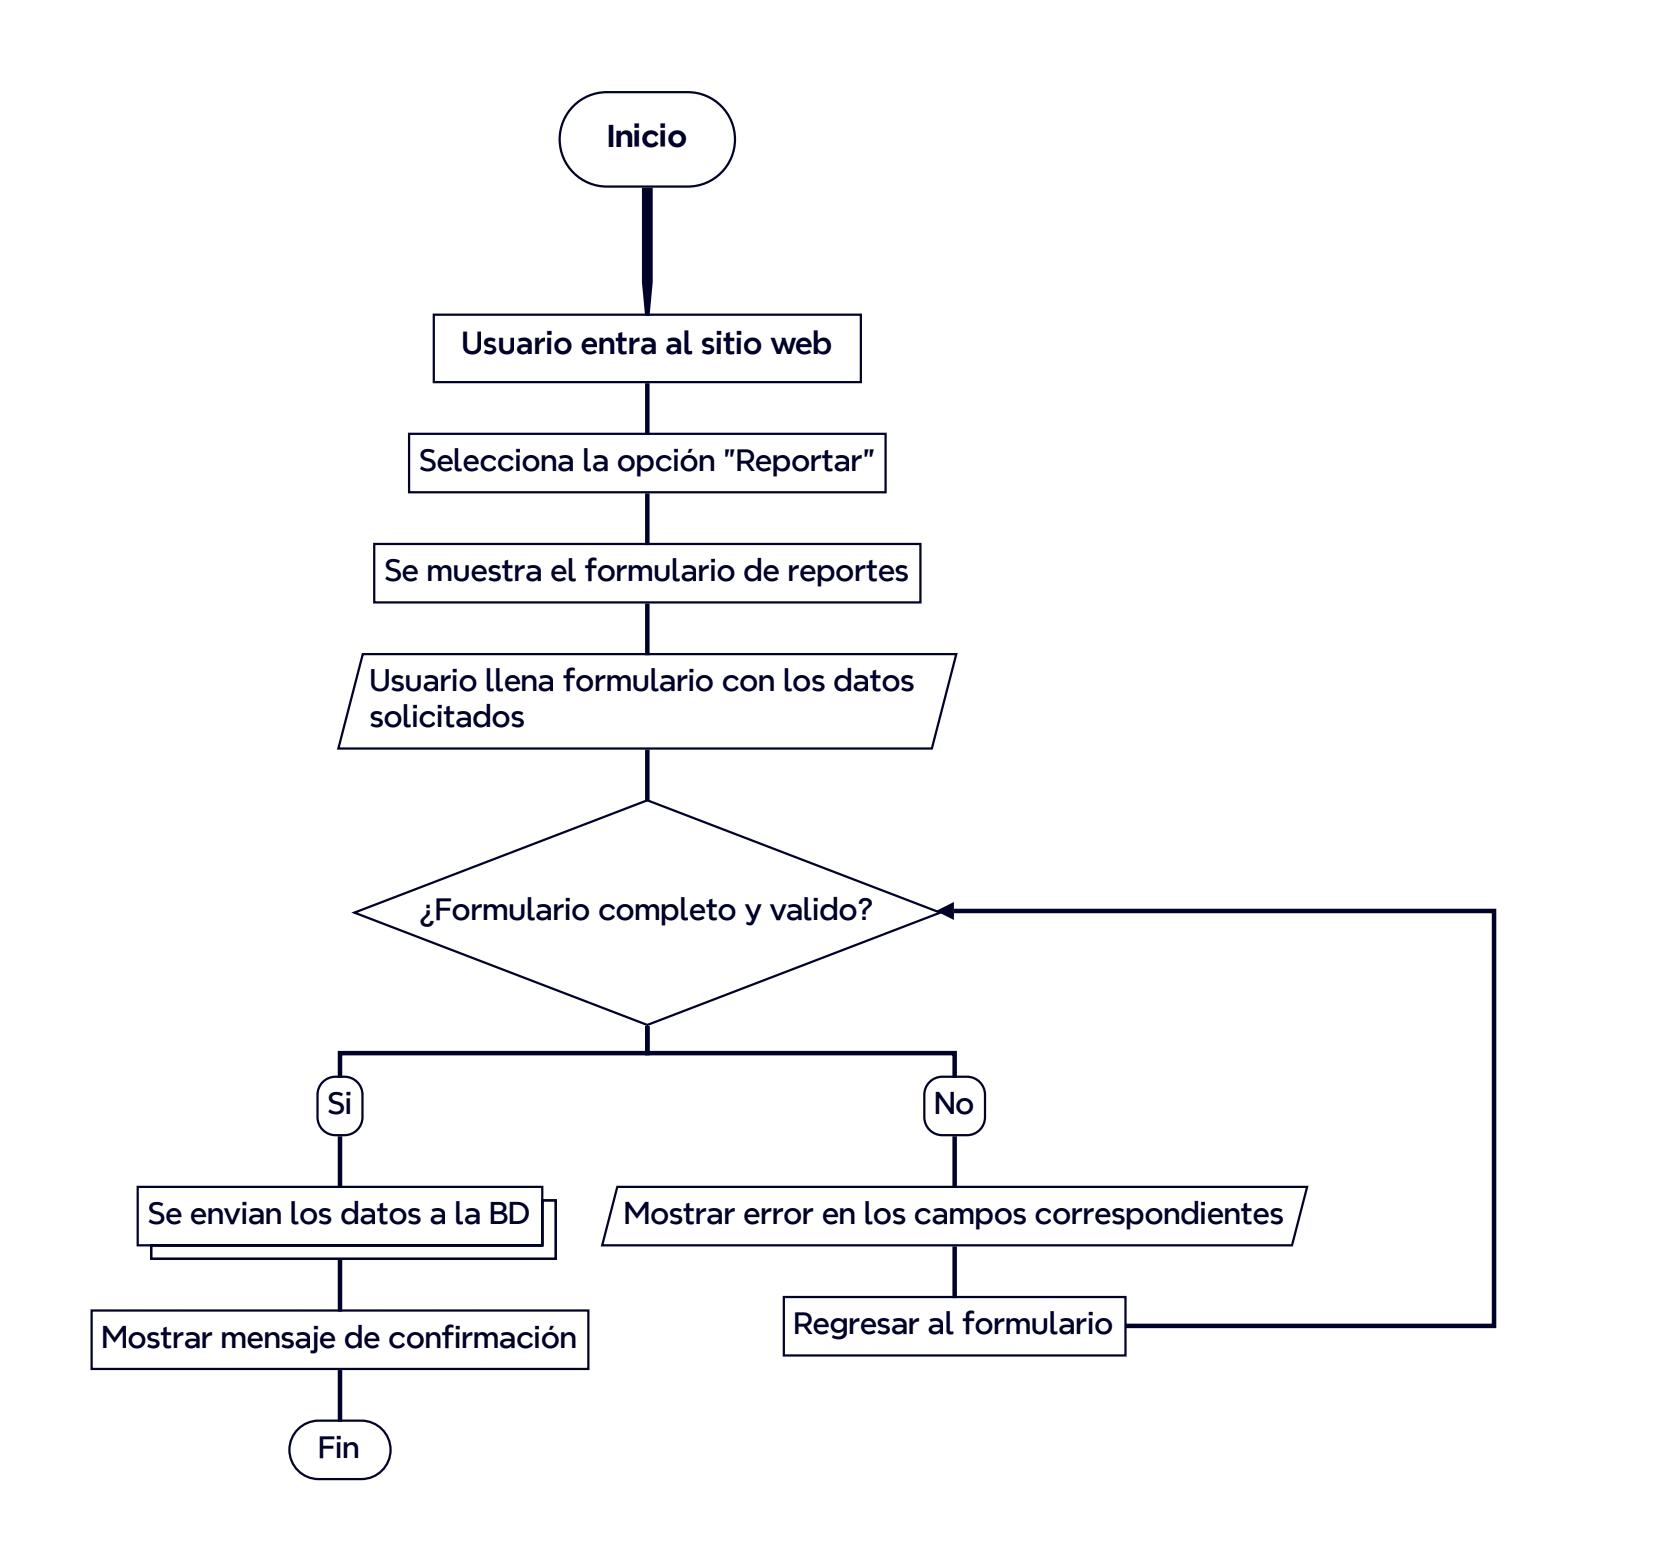 Inicio
Usuario entra al sitio web
Selecciona la opción "Reportar"
Se muestra el formulario de reportes
Usuario llena formulario con los datos
solicitados
¿Formulario completo y valido?
Si
No
Se envian los datos a la BD
Mostrar error en los campos correspondientes
Mostrar mensaje de confirmación
Regresar al formulario
Fin